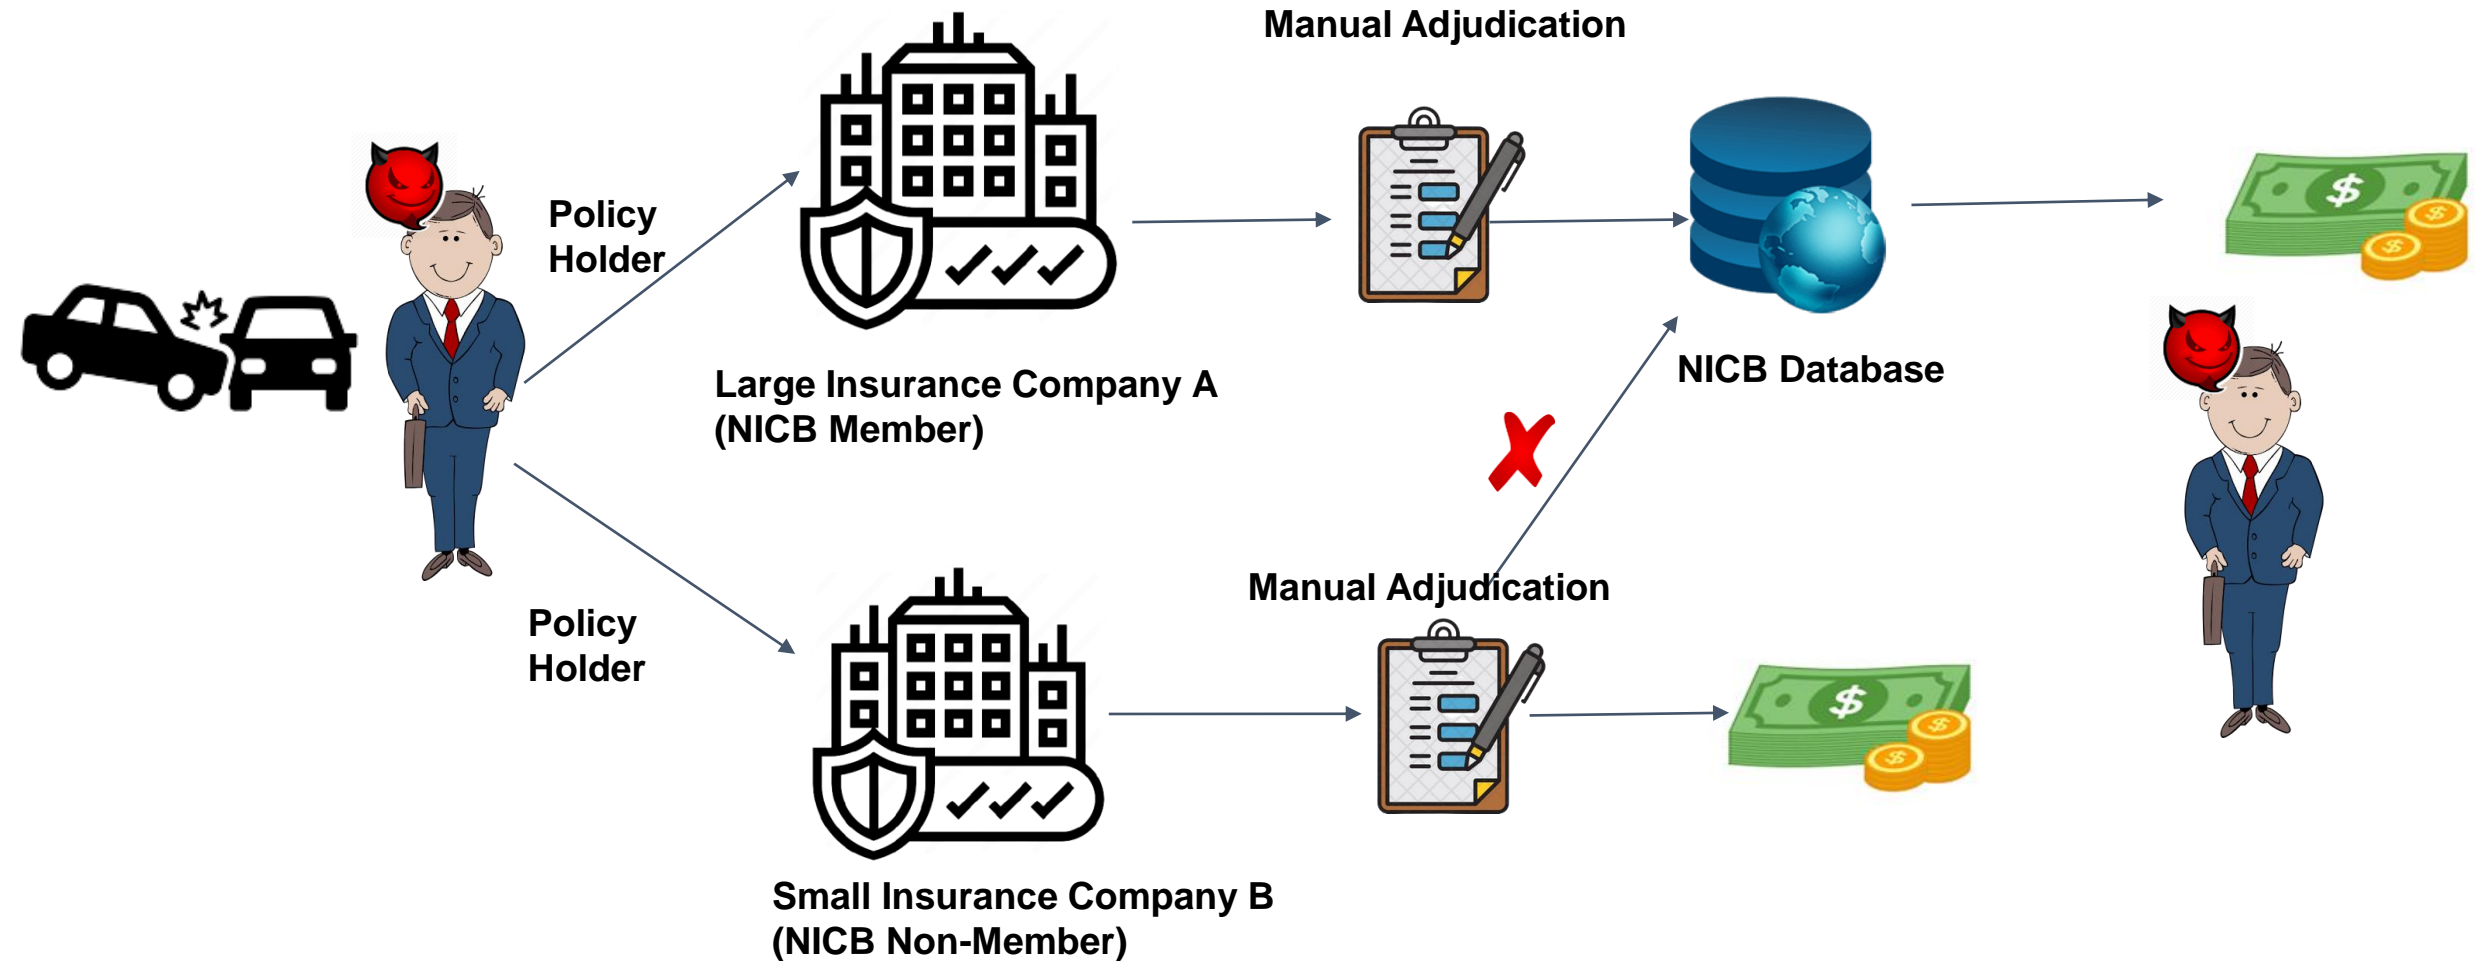 Manual Adjudication
Policy
Holder
Large Insurance Company A
(NICB Member)
NICB Database
Manual Adjudication
Policy
Holder
Small Insurance Company B
(NICB Non-Member)